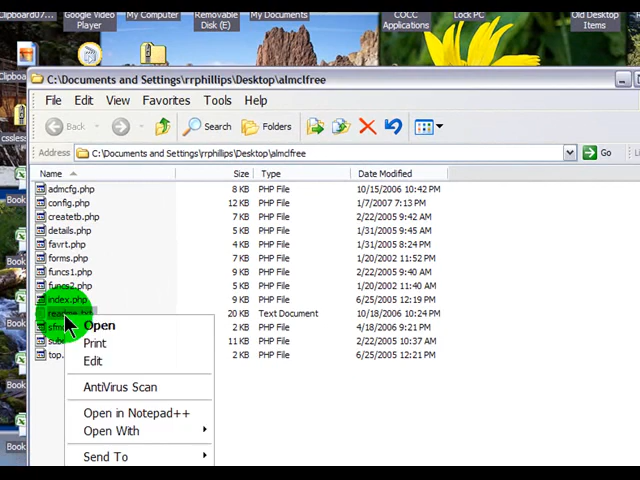 Clipboard07...
Google Video
Player
My Computer
Removable
Disk (E)
My Documents
COCC
Applications
Lock PC
Old Desktop
Items
Clipboard
cssless
Book
Book
Book
Book
C:\Documents and Settings\rrphillips\Desktop\almclfree
File Edit View Favorites Tools Help
Back Search Folders
Address C:\Documents and Settings\rrphillips\Desktop\almclfree Go
Name Size Type Date Modified
admcfg.php 8 KB PHP File 10/15/2006 10:42 PM
config.php 12 KB PHP File 1/7/2007 7:13 PM
createtb.php 7 KB PHP File 2/22/2005 9:42 AM
details.php 7 KB PHP File 1/31/2005 9:45 AM
favrt.php 4 KB PHP File 1/31/2005 8:24 PM
forms.php 7 KB PHP File 10/18/2002 11:52 PM
funcs1.php 9 KB PHP File 2/22/2005 9:42 AM
funcs2.php 5 KB PHP File 10/20/2002 11:40 AM
index.php 9 KB PHP File 6/25/2005 12:19 PM
20 KB Text Document 10/18/2006 10:24 PM
2 KB PHP File 4/18/2006 9:21 PM
11 KB PHP File 2/22/2005 10:37 AM
top. 2 KB PHP File 6/25/2005 12:21 PM
Open
Print
Edit
AntiVirus Scan
Open in Notepad++
Open With
Send To